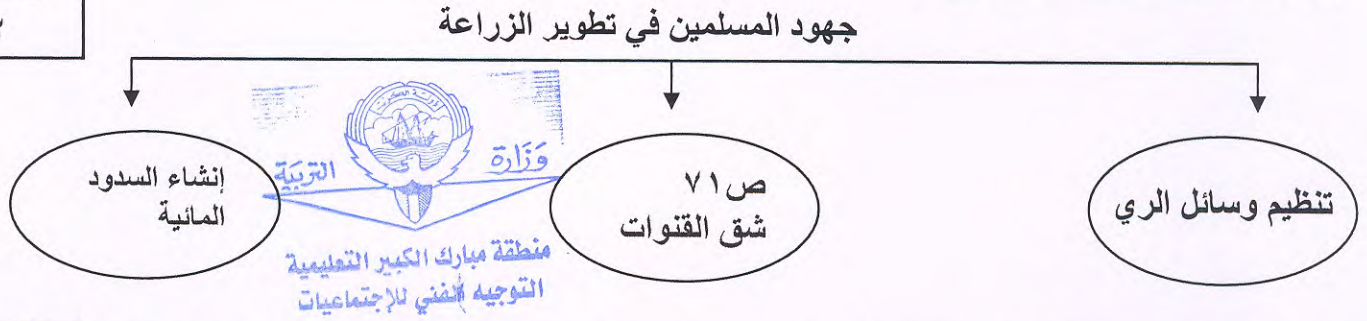 جهود المسلمين في تطوير الزراعة
تنظيم وسائل الري
ص ٧١
شق القنوات
إنشاء السدود
المائية
وزارة التربية
منطقة مبارك الكبير التعليمية
التوجيه الفني للإجتماعيات